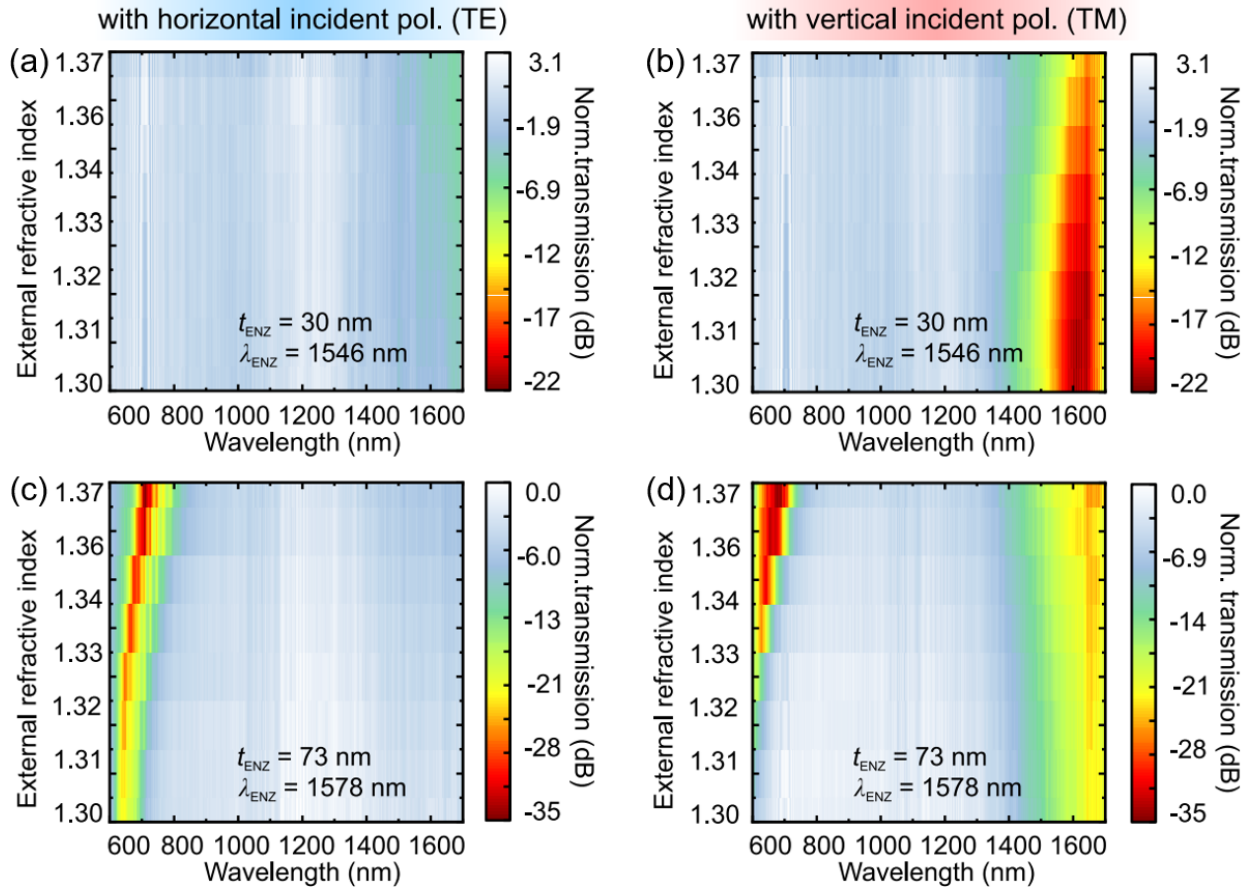 with horizontal incident pol. (TE)
with vertical incident pol. (TM)
(a)
External refractive index
1.37
1.36
1.34
1.33
1.32
1.31
1.30
t_ENZ = 30 nm
λ_ENZ = 1546 nm
600 800 1000 1200 1400 1600
Wavelength (nm)
3.1
-1.9
-6.9
-12
-17
-22
Norm.transmission (dB)
(b)
External refractive index
1.37
1.36
1.34
1.33
1.32
1.31
1.30
t_ENZ = 30 nm
λ_ENZ = 1546 nm
600 800 1000 1200 1400 1600
Wavelength (nm)
3.1
-1.9
-6.9
-12
-17
-22
Norm.transmission (dB)
(c)
External refractive index
1.37
1.36
1.34
1.33
1.32
1.31
1.30
t_ENZ = 73 nm
λ_ENZ = 1578 nm
600 800 1000 1200 1400 1600
Wavelength (nm)
0.0
-6.0
-13
-21
-28
-35
Norm.transmission (dB)
(d)
External refractive index
1.37
1.36
1.34
1.33
1.32
1.31
1.30
t_ENZ = 73 nm
λ_ENZ = 1578 nm
600 800 1000 1200 1400 1600
Wavelength (nm)
0.0
-6.9
-14
-21
-28
-35
Norm. transmission (dB)